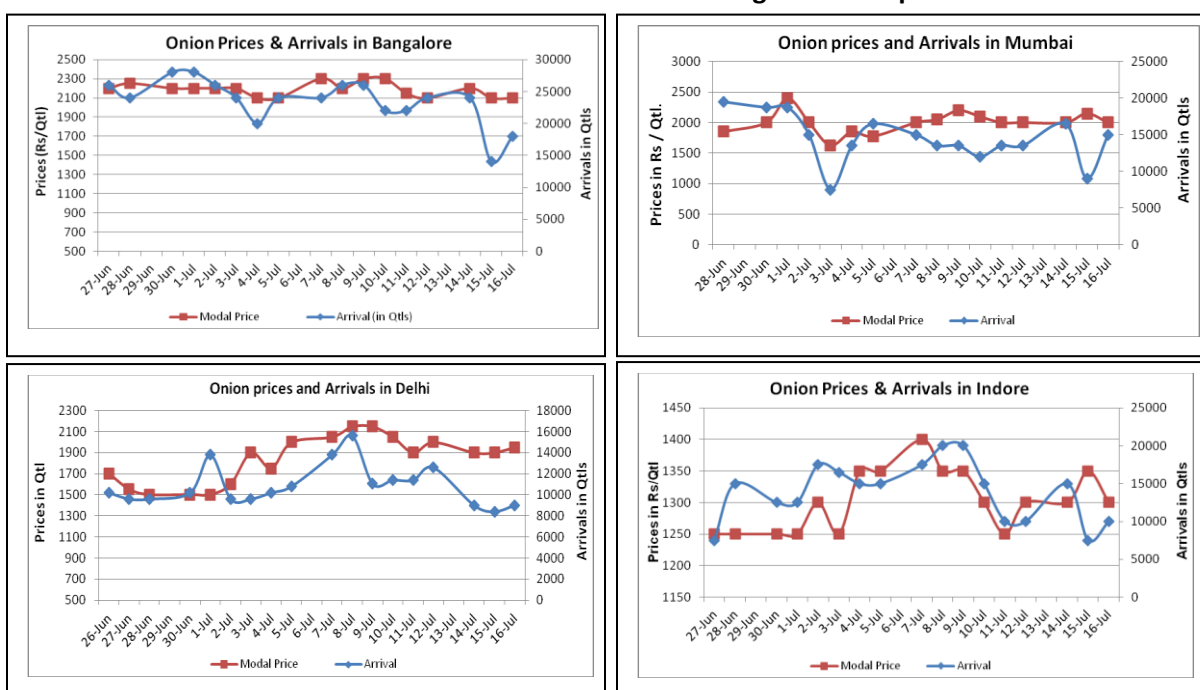 Onion Prices & Arrivals in Bangalore
2500
2300
2100
1900
1700
1500
1300
1100
900
700
500
Prices (Rs/Qtl)
30000
25000
20000
15000
10000
5000
0
Arrivals in Qtls
27-Jun
28-Jun
29-Jun
30-Jun
1-Jul
2-Jul
3-Jul
4-Jul
5-Jul
6-Jul
7-Jul
8-Jul
9-Jul
10-Jul
11-Jul
12-Jul
13-Jul
14-Jul
15-Jul
16-Jul
Modal Price
Arrival (in Qtls)
Onion prices and Arrivals in Mumbai
3000
2500
2000
1500
1000
500
0
Prices in Rs / Qtl.
25000
20000
15000
10000
5000
0
Arrivals in Qtls
28-Jun
29-Jun
30-Jun
1-Jul
2-Jul
3-Jul
4-Jul
5-Jul
6-Jul
7-Jul
8-Jul
9-Jul
10-Jul
11-Jul
12-Jul
13-Jul
14-Jul
15-Jul
16-Jul
Modal Price
Arrival
Onion prices and Arrivals in Delhi
2300
2100
1900
1700
1500
1300
1100
900
700
500
Prices in Qtl
18000
16000
14000
12000
10000
8000
6000
4000
2000
0
Arrivals in Qtls
26-Jun
27-Jun
28-Jun
29-Jun
30-Jun
1-Jul
2-Jul
3-Jul
4-Jul
5-Jul
6-Jul
7-Jul
8-Jul
9-Jul
10-Jul
11-Jul
12-Jul
13-Jul
14-Jul
15-Jul
16-Jul
Modal Price
Arrival
Onion Prices & Arrivals in Indore
1450
1400
1350
1300
1250
1200
1150
Prices in Rs/Qtl
25000
20000
15000
10000
5000
0
Arrivals in Qtls
27-Jun
28-Jun
29-Jun
30-Jun
1-Jul
2-Jul
3-Jul
4-Jul
5-Jul
6-Jul
7-Jul
8-Jul
9-Jul
10-Jul
11-Jul
12-Jul
13-Jul
14-Jul
15-Jul
16-Jul
Modal Price
Arrival